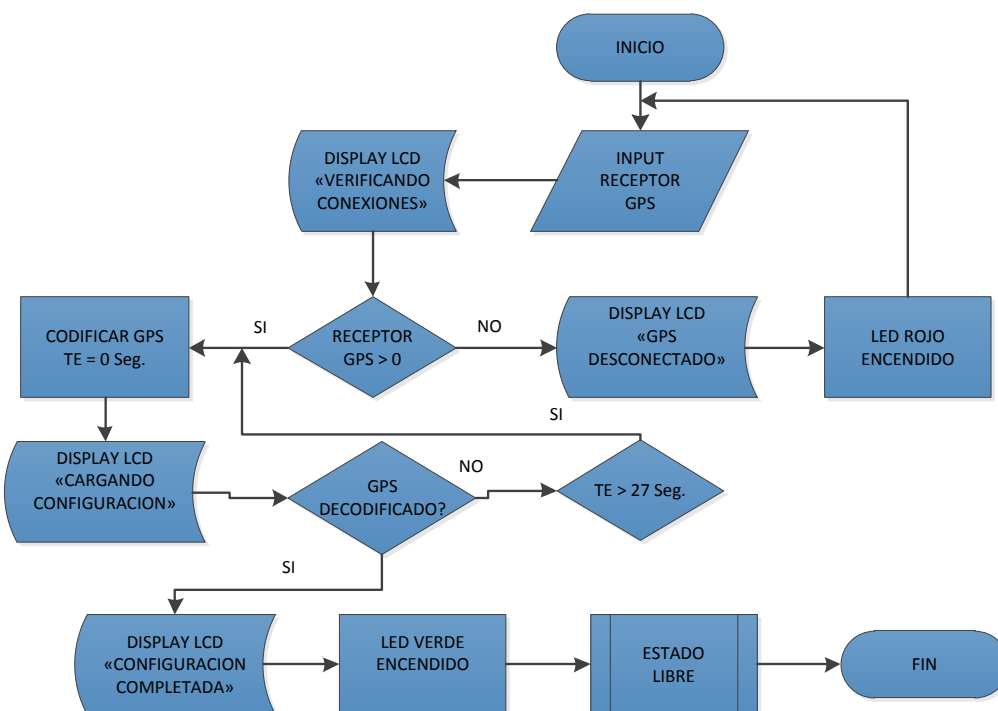 INICIO
DISPLAY LCD
«VERIFICANDO
CONEXIONES»
INPUT
RECEPTOR
GPS
CODIFICAR GPS
TE = 0 Seg.
SI
RECEPTOR
GPS > 0
NO
DISPLAY LCD
«GPS
DESCONECTADO»
LED ROJO
ENCENDIDO
SI
DISPLAY LCD
«CARGANDO
CONFIGURACION»
GPS
DECODIFICADO?
NO
TE > 27 Seg.
SI
DISPLAY LCD
«CONFIGURACION
COMPLETADA»
LED VERDE
ENCENDIDO
ESTADO
LIBRE
FIN